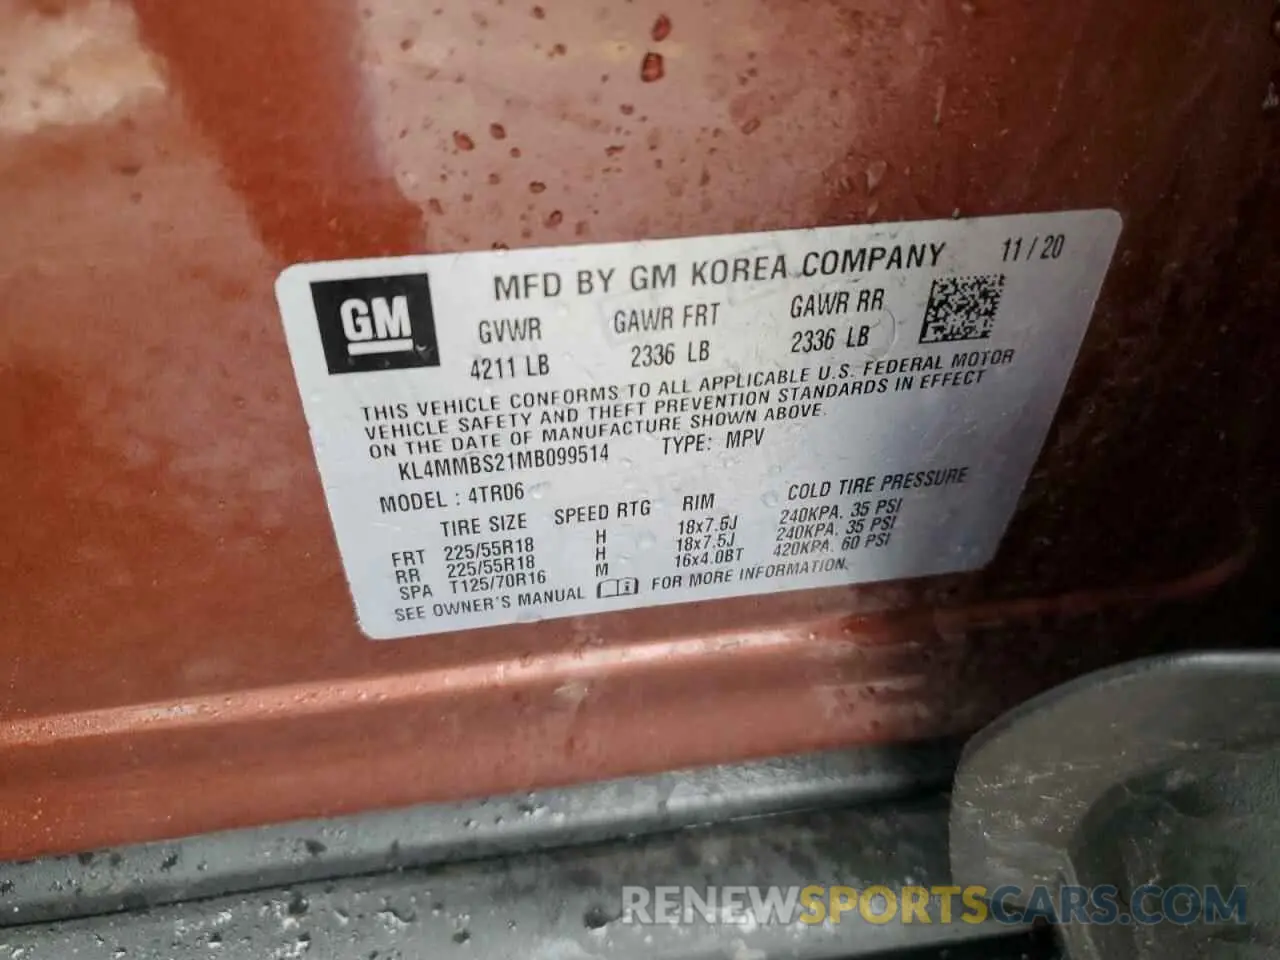 MFD BY GM KOREA COMPANY 11 / 20
GM
GVWR GAWR FRT GAWR RR
4211 LB 2336 LB 2336 LB
THIS VEHICLE CONFORMS TO ALL APPLICABLE U.S. FEDERAL MOTOR
VEHICLE SAFETY AND THEFT PREVENTION STANDARDS IN EFFECT
ON THE DATE OF MANUFACTURE SHOWN ABOVE.
KL4MMBS21MB099514 TYPE: MPV
MODEL : 4TR06
TIRE SIZE SPEED RTG RIM COLD TIRE PRESSURE
FRT 225/55R18 H 18x7.5J 240KPA. 35 PSI
RR 225/55R18 H 18x7.5J 240KPA. 35 PSI
SPA T125/70R16 M 16x4.0BT 420KPA. 60 PSI
SEE OWNER'S MANUAL FOR MORE INFORMATION.
RENEWSPORTSCARS.COM